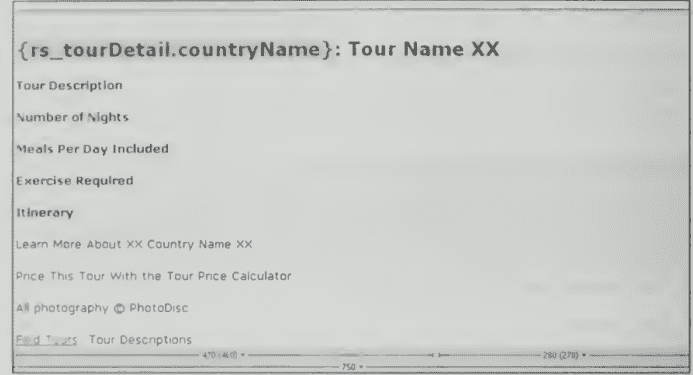 {rs_tourDetail.countryName}: Tour Name XX
Tour Description
Number of Nights
Meals Per Day Included
Exercise Required
Itinerary
Learn More About XX Country Name XX
Price This Tour With the Tour Price Calculator
All photography © PhotoDisc
Find Tours Tour Descriptions
470 (460) 280 (278)
750